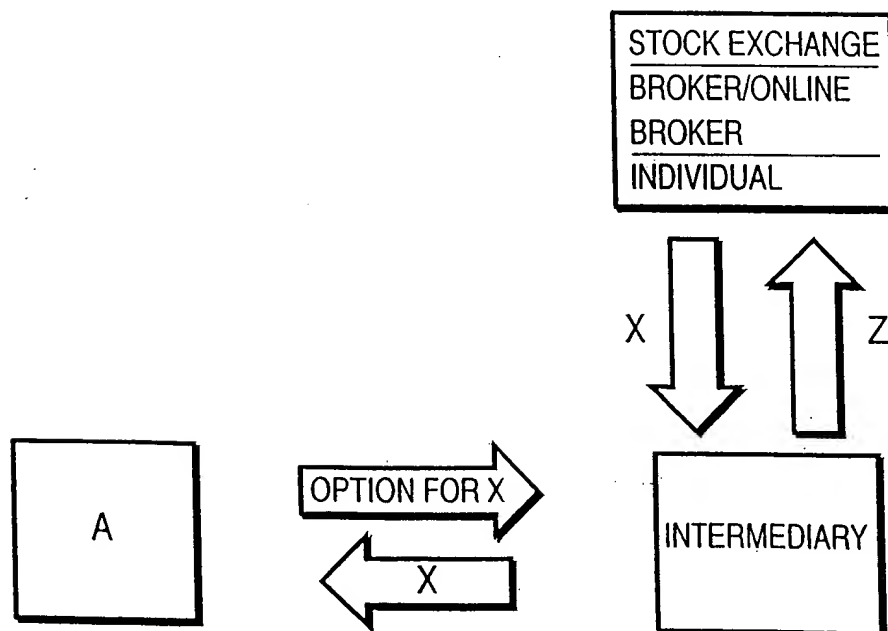 STOCK EXCHANGE
BROKER/ONLINE
BROKER
INDIVIDUAL
X
Z
A
OPTION FOR X
X
INTERMEDIARY